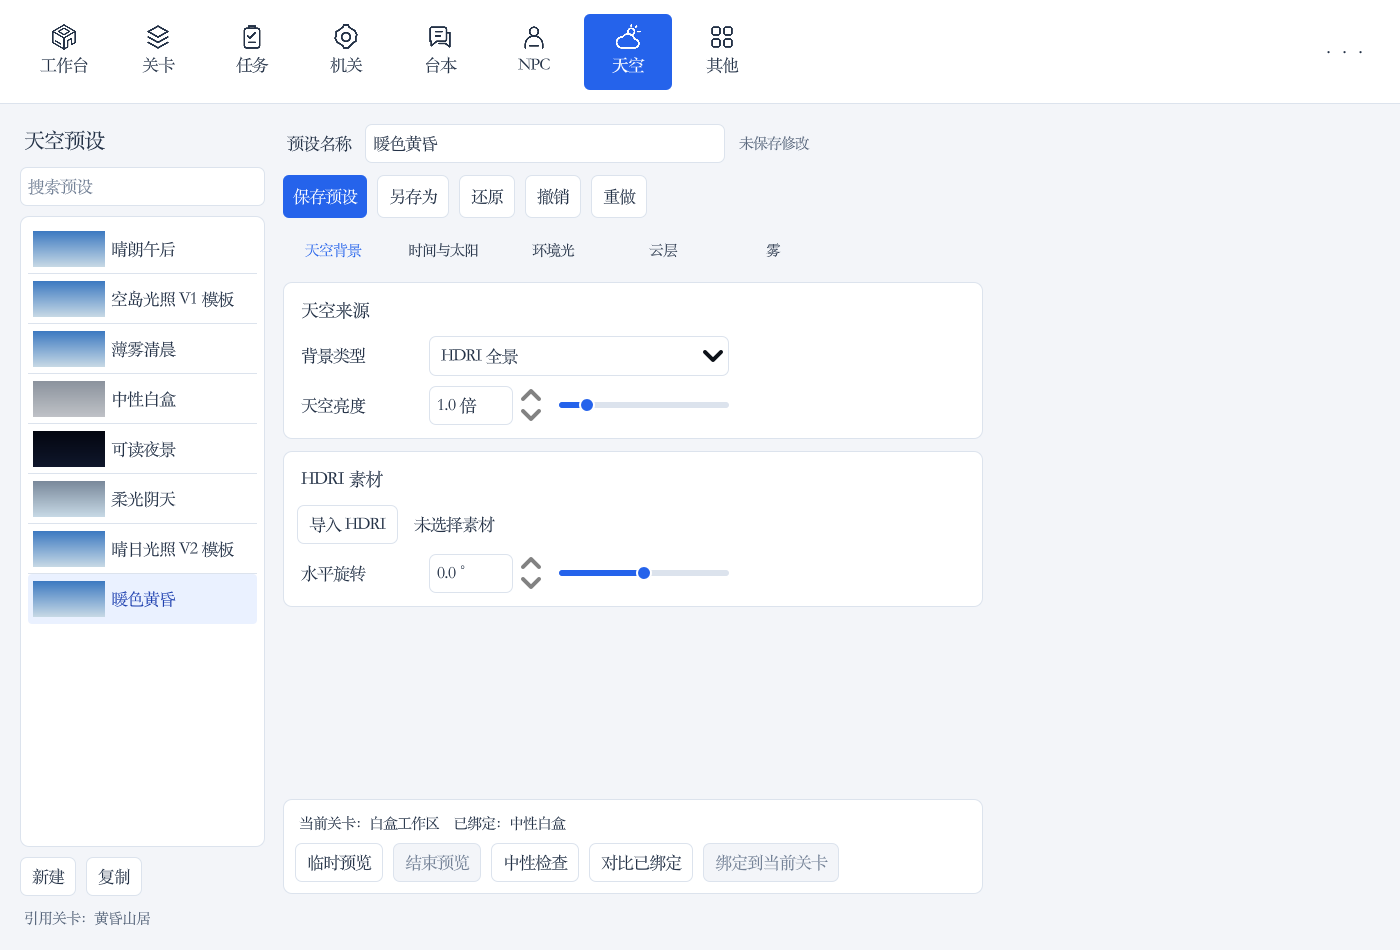 工作台
关卡
任务
机关
台本
NPC
天空
其他
· · ·
天空预设
搜索预设
晴朗午后
空岛光照 V1 模板
薄雾清晨
中性白盒
可读夜景
柔光阴天
晴日光照 V2 模板
暖色黄昏
新建
复制
引用关卡：黄昏山居
预设名称
暖色黄昏
未保存修改
保存预设
另存为
还原
撤销
重做
天空背景
时间与太阳
环境光
云层
雾
天空来源
背景类型
HDRI 全景
天空亮度
1.0 倍
HDRI 素材
导入 HDRI
未选择素材
水平旋转
0.0 °
当前关卡：白盒工作区　已绑定：中性白盒
临时预览
结束预览
中性检查
对比已绑定
绑定到当前关卡